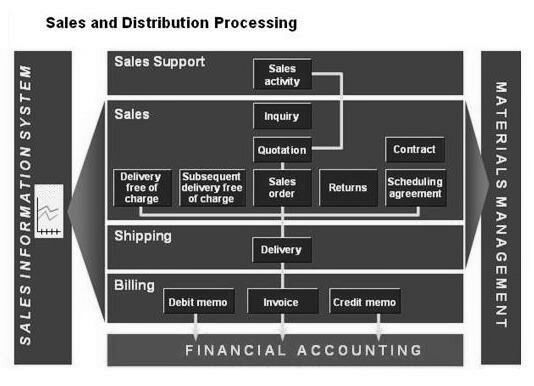 Sales and Distribution Processing
SALES INFORMATION SYSTEM
Sales Support
Sales
activity
Sales
Inquiry
Quotation
Contract
Delivery
free of
charge
Subsequent
delivery free
of charge
Sales
order
Returns
Scheduling
agreement
Shipping
Delivery
Billing
Debit memo
Invoice
Credit memo
FINANCIAL ACCOUNTING
MATERIALS MANAGEMENT